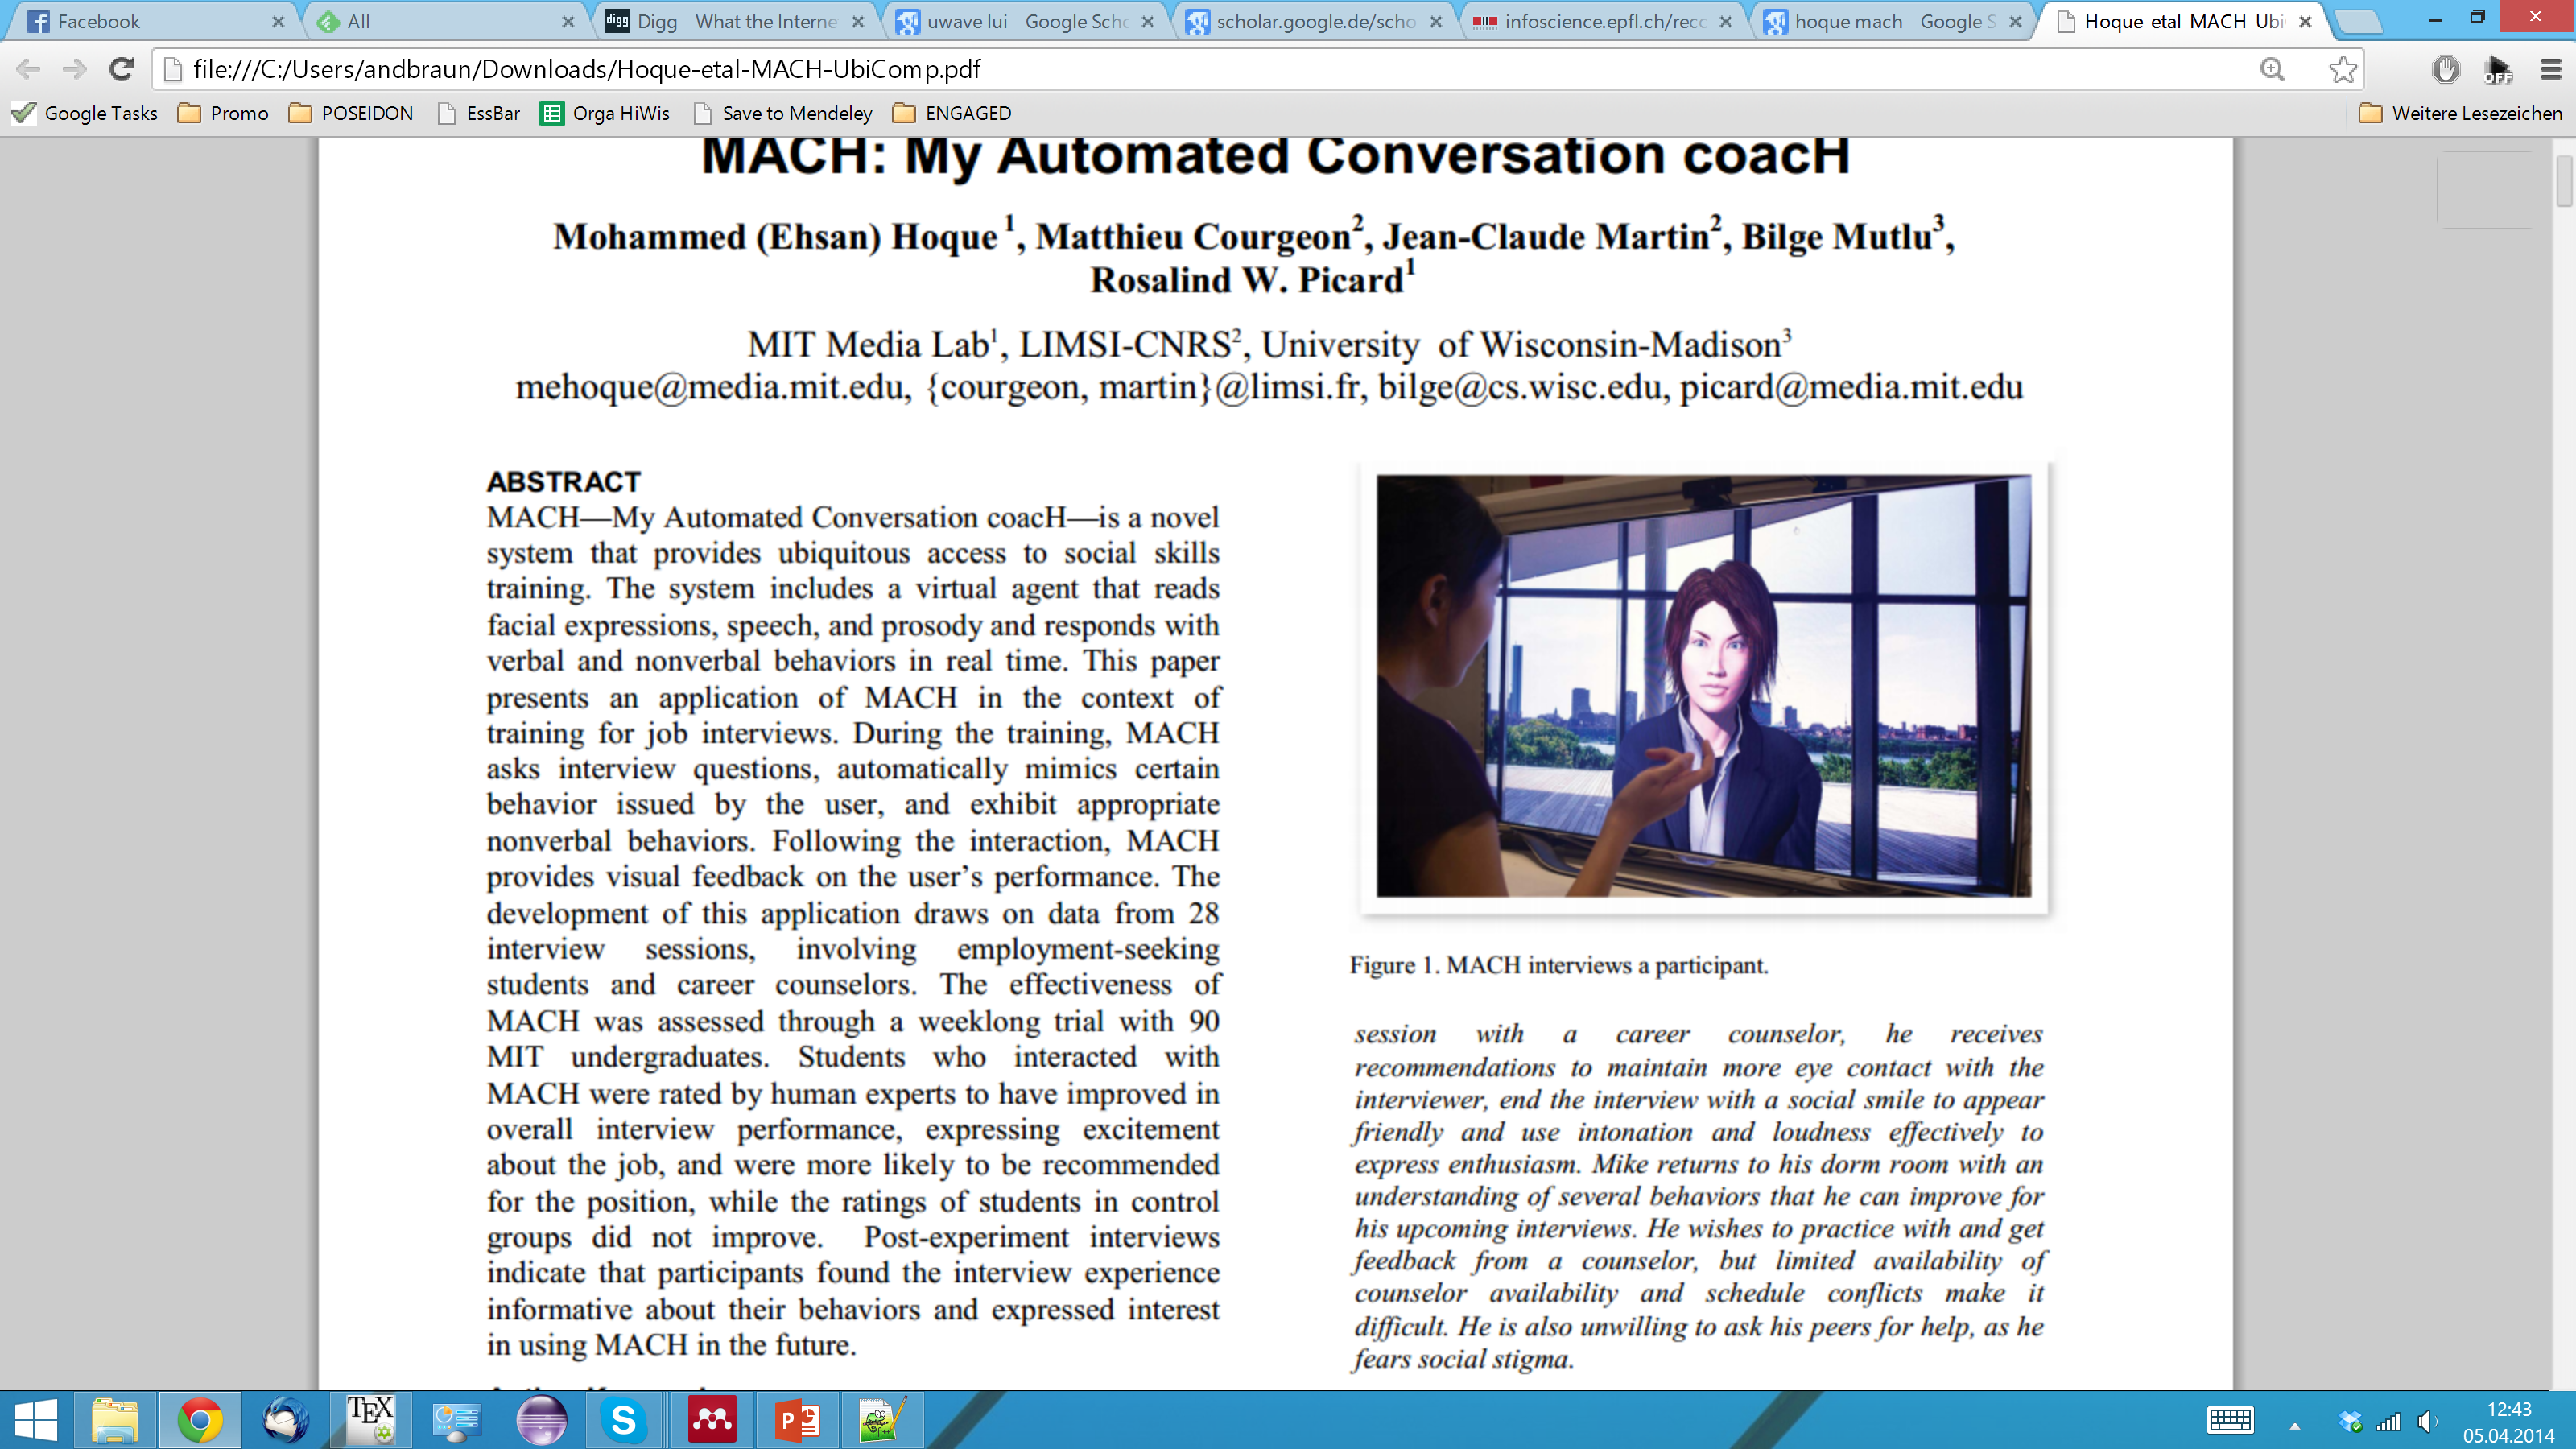 Facebook
All
Digg - What the Interne
uwave lui - Google Scho
scholar.google.de/scho
infoscience.epfl.ch/recc
hoque mach - Google S
Hoque-etal-MACH-Ubi
file:///C:/Users/andbraun/Downloads/Hoque-etal-MACH-UbiComp.pdf
OFF
Google Tasks
Promo
POSEIDON
EssBar
Orga HiWis
Save to Mendeley
ENGAGED
Weitere Lesezeichen
MACH: My Automated Conversation coacH
Mohammed (Ehsan) Hoque 1, Matthieu Courgeon2, Jean-Claude Martin2, Bilge Mutlu3,
Rosalind W. Picard1
MIT Media Lab1, LIMSI-CNRS2, University of Wisconsin-Madison3
mehoque@media.mit.edu, {courgeon, martin}@limsi.fr, bilge@cs.wisc.edu, picard@media.mit.edu
ABSTRACT
MACH—My Automated Conversation coacH—is a novel
system that provides ubiquitous access to social skills
training. The system includes a virtual agent that reads
facial expressions, speech, and prosody and responds with
verbal and nonverbal behaviors in real time. This paper
presents an application of MACH in the context of
training for job interviews. During the training, MACH
asks interview questions, automatically mimics certain
behavior issued by the user, and exhibit appropriate
nonverbal behaviors. Following the interaction, MACH
provides visual feedback on the user's performance. The
development of this application draws on data from 28
interview sessions, involving employment-seeking
students and career counselors. The effectiveness of
MACH was assessed through a weeklong trial with 90
MIT undergraduates. Students who interacted with
MACH were rated by human experts to have improved in
overall interview performance, expressing excitement
about the job, and were more likely to be recommended
for the position, while the ratings of students in control
groups did not improve. Post-experiment interviews
indicate that participants found the interview experience
informative about their behaviors and expressed interest
in using MACH in the future.
Figure 1. MACH interviews a participant.
session with a career counselor, he receives
recommendations to maintain more eye contact with the
interviewer, end the interview with a social smile to appear
friendly and use intonation and loudness effectively to
express enthusiasm. Mike returns to his dorm room with an
understanding of several behaviors that he can improve for
his upcoming interviews. He wishes to practice with and get
feedback from a counselor, but limited availability of
counselor availability and schedule conflicts make it
difficult. He is also unwilling to ask his peers for help, as he
fears social stigma.
TEX
12:43
05.04.2014